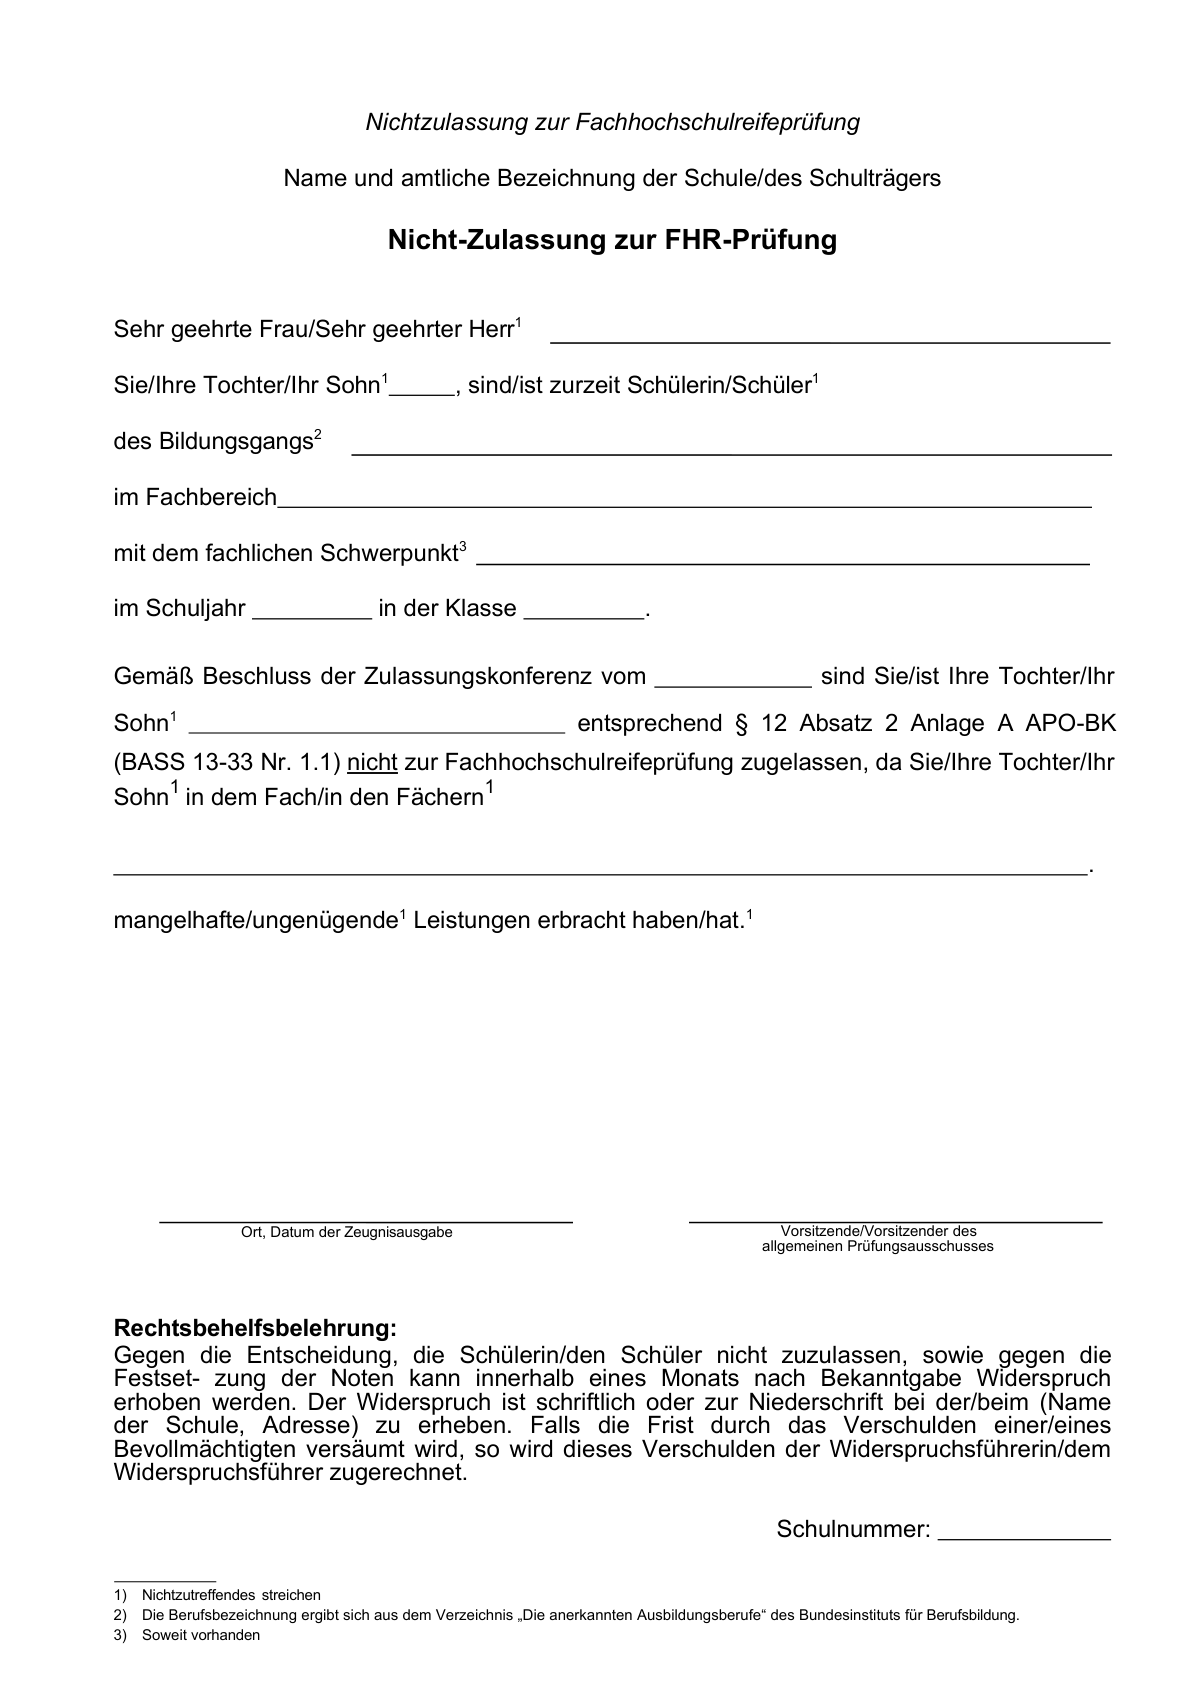 Nichtzulassung zur Fachhochschulreifeprüfung
Name und amtliche Bezeichnung der Schule/des Schulträgers
Nicht-Zulassung zur FHR-Prüfung
Sehr geehrte Frau/Sehr geehrter Herr¹ ____________________
Sie/Ihre Tochter/Ihr Sohn¹_____, sind/ist zurzeit Schülerin/Schüler¹
des Bildungsgangs² ____________________
im Fachbereich____________________
mit dem fachlichen Schwerpunkt³ ____________________
im Schuljahr _________ in der Klasse _________.
Gemäß Beschluss der Zulassungskonferenz vom ____________ sind Sie/ist Ihre Tochter/Ihr
Sohn¹ ____________________ entsprechend § 12 Absatz 2 Anlage A APO-BK
(BASS 13-33 Nr. 1.1) nicht zur Fachhochschulreifeprüfung zugelassen, da Sie/Ihre Tochter/Ihr
Sohn¹ in dem Fach/in den Fächern¹
____________________.
mangelhafte/ungenügende¹ Leistungen erbracht haben/hat.¹
Ort, Datum der Zeugnisausgabe
Vorsitzende/Vorsitzender des
allgemeinen Prüfungsausschusses
Rechtsbehelfsbelehrung:
Gegen die Entscheidung, die Schülerin/den Schüler nicht zuzulassen, sowie gegen die
Festset- zung der Noten kann innerhalb eines Monats nach Bekanntgabe Widerspruch
erhoben werden. Der Widerspruch ist schriftlich oder zur Niederschrift bei der/beim (Name
der Schule, Adresse) zu erheben. Falls die Frist durch das Verschulden einer/eines
Bevollmächtigten versäumt wird, so wird dieses Verschulden der Widerspruchsführerin/dem
Widerspruchsführer zugerechnet.
Schulnummer: _____________
1) Nichtzutreffendes streichen
2) Die Berufsbezeichnung ergibt sich aus dem Verzeichnis „Die anerkannten Ausbildungsberufe“ des Bundesinstituts für Berufsbildung.
3) Soweit vorhanden